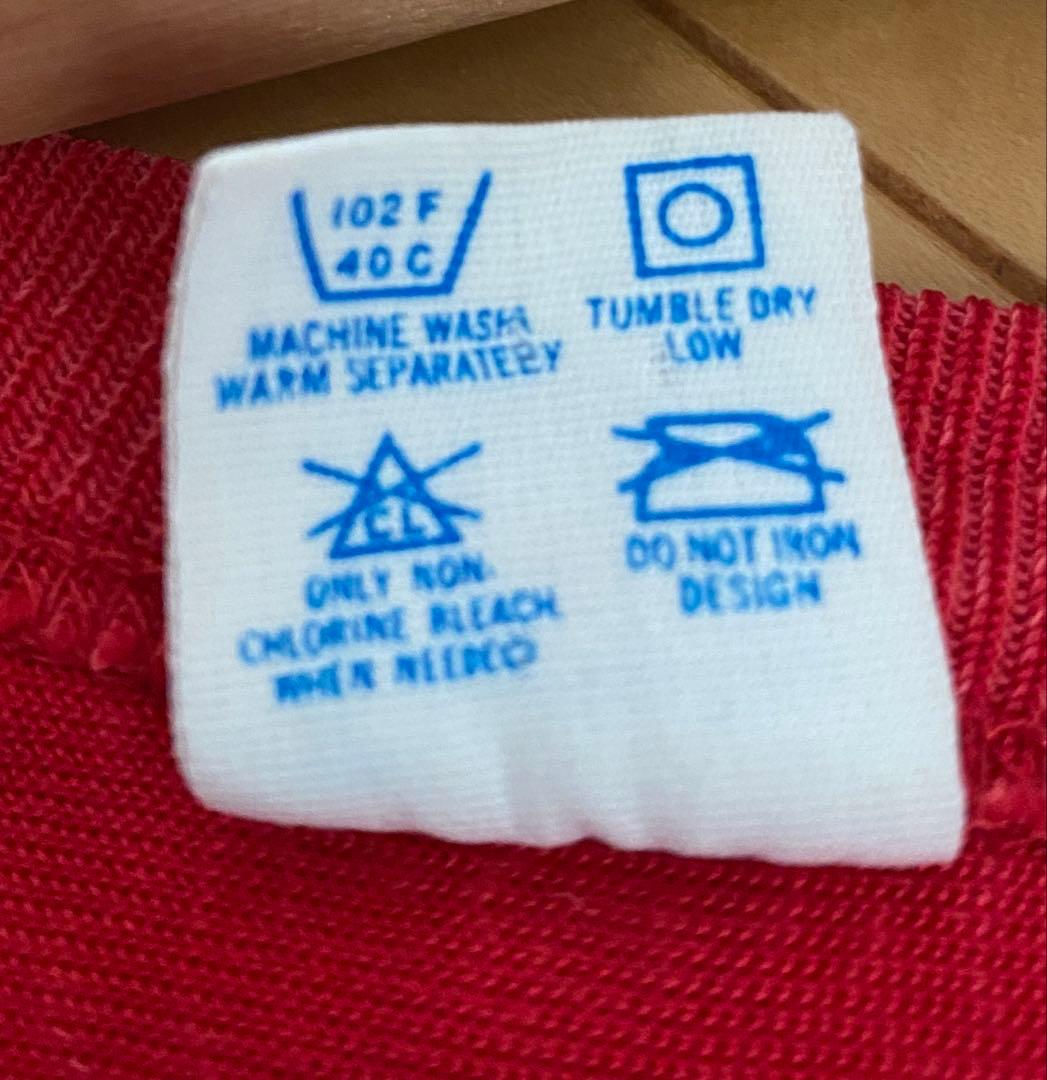 102 F
40 C
MACHINE WASH
WARM SEPARATELY
TUMBLE DRY
LOW
CL
ONLY NON-
CHLORINE BLEACH
WHEN NEEDED
DO NOT IRON
DESIGN